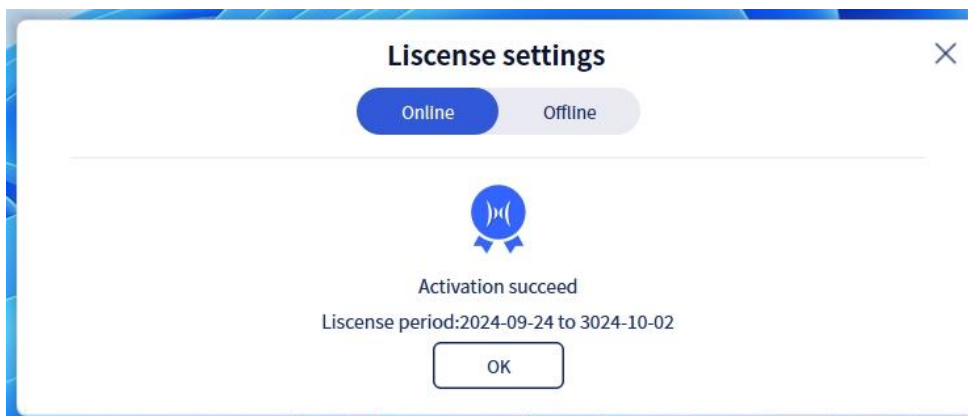 Liscense settings
Online Offline
Activation succeed
Liscense period:2024-09-24 to 3024-10-02
OK